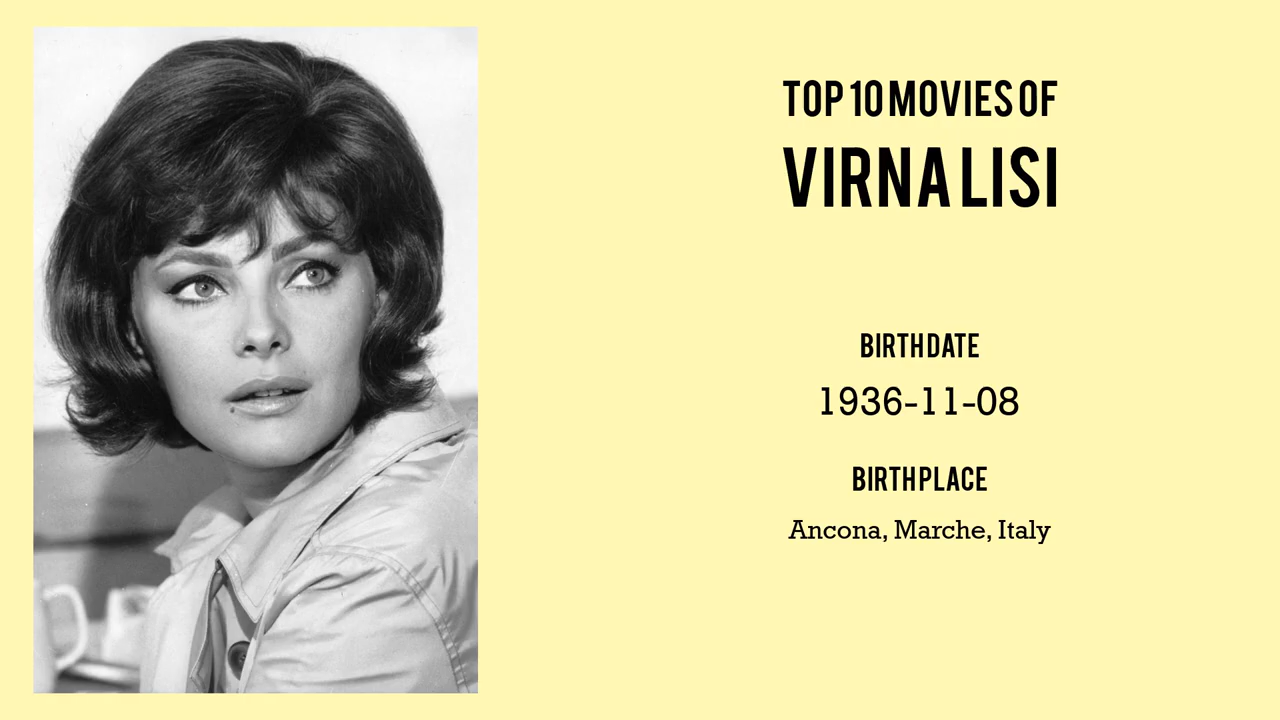 TOP 10 MOVIES OF
VIRNA LISI
BIRTHDATE
1936-11-08
BIRTHPLACE
Ancona, Marche, Italy